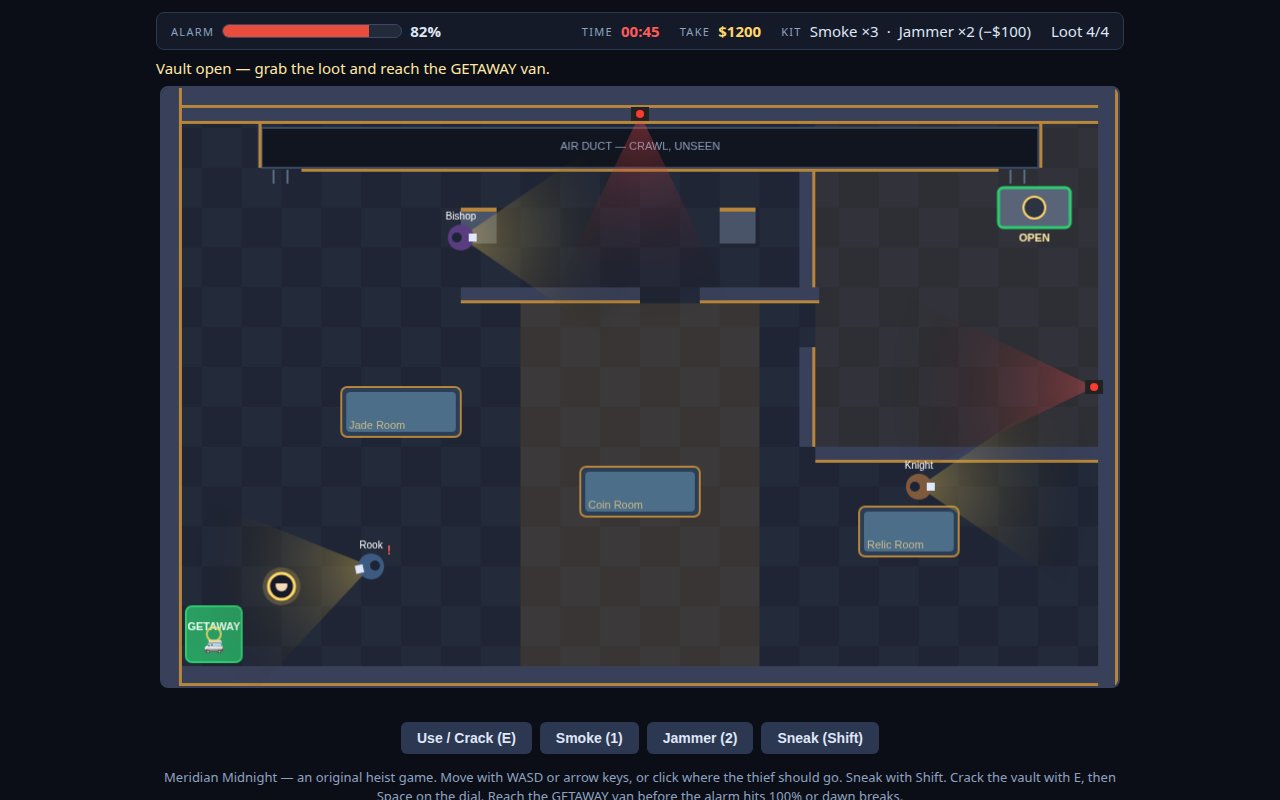 ALARM 82% TIME 00:45 TAKE $1200 KIT Smoke ×3 · Jammer ×2 (−$100) Loot 4/4
Vault open — grab the loot and reach the GETAWAY van.
AIR DUCT — CRAWL, UNSEEN
Bishop
OPEN
Jade Room
Knight
Coin Room
Relic Room
Rook !
GETAWAY
Use / Crack (E) Smoke (1) Jammer (2) Sneak (Shift)
Meridian Midnight — an original heist game. Move with WASD or arrow keys, or click where the thief should go. Sneak with Shift. Crack the vault with E, then
Space on the dial. Reach the GETAWAY van before the alarm hits 100% or dawn breaks.